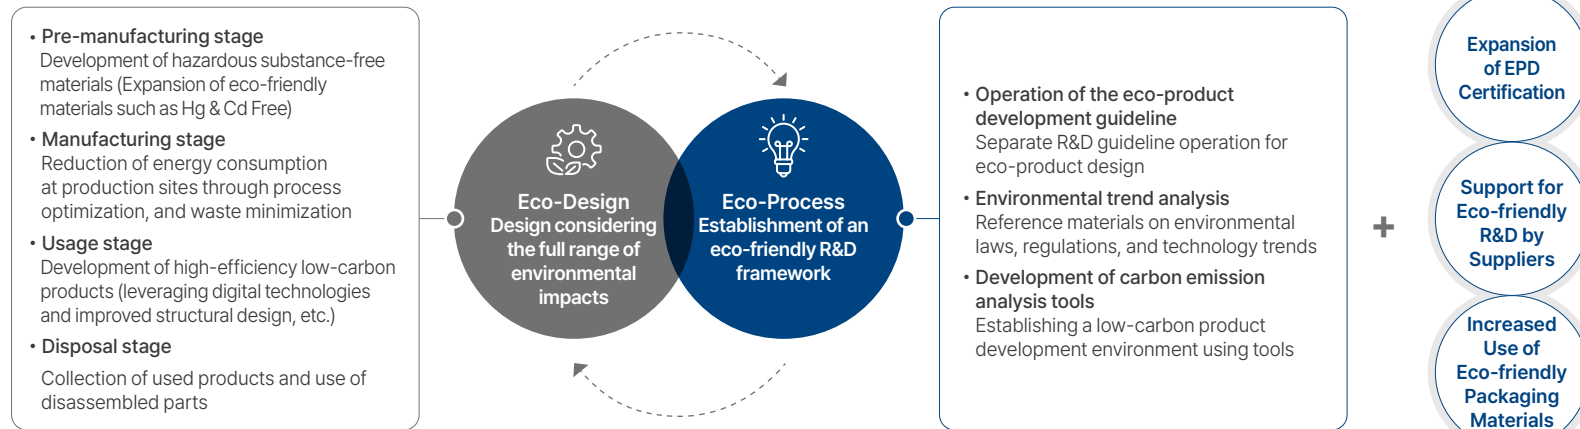 • Pre-manufacturing stage
Development of hazardous substance-free
materials (Expansion of eco-friendly
materials such as Hg & Cd Free)
• Manufacturing stage
Reduction of energy consumption
at production sites through process
optimization, and waste minimization
• Usage stage
Development of high-efficiency low-carbon
products (leveraging digital technologies
and improved structural design, etc.)
• Disposal stage
Collection of used products and use of
disassembled parts
Eco-Design
Design considering
the full range of
environmental
impacts
Eco-Process
Establishment of an
eco-friendly R&D
framework
• Operation of the eco-product
development guideline
Separate R&D guideline operation for
eco-product design
• Environmental trend analysis
Reference materials on environmental
laws, regulations, and technology trends
• Development of carbon emission
analysis tools
Establishing a low-carbon product
development environment using tools
+
Expansion
of EPD
Certification
Support for
Eco-friendly
R&D by
Suppliers
Increased
Use of
Eco-friendly
Packaging
Materials